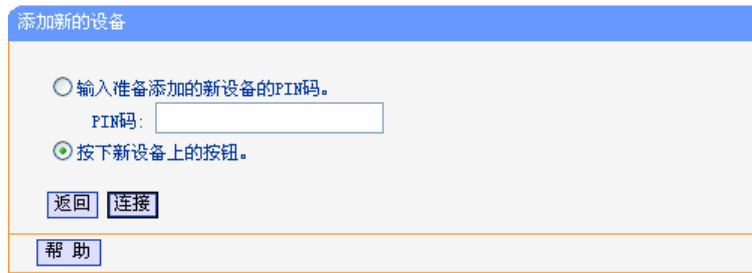 添加新的设备
输入准备添加的新设备的PIN码。
PIN码:
按下新设备上的按钮。
返回 连接
帮 助